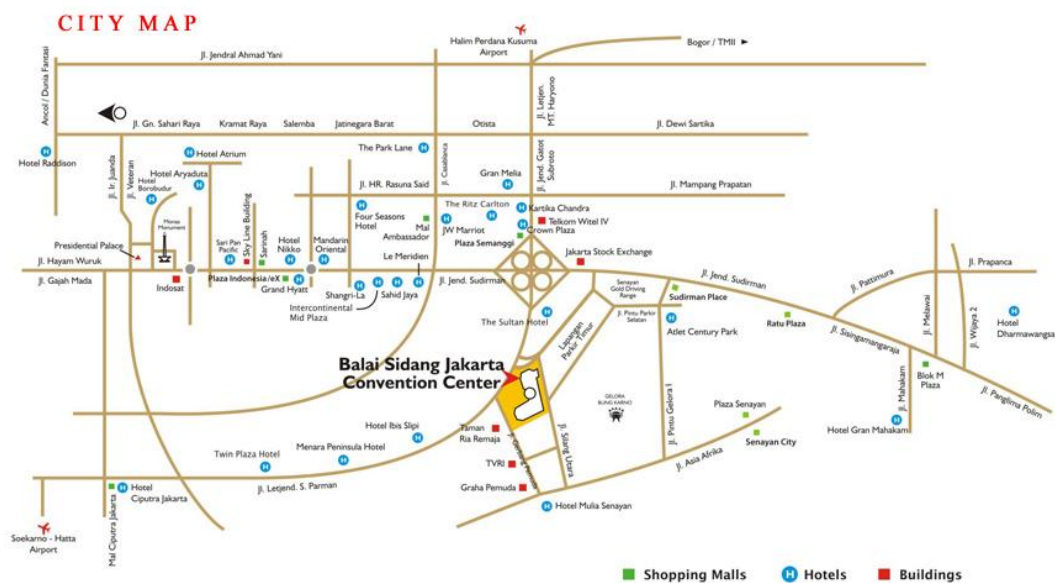 CITY MAP
Halim Perdana Kusuma
Airport
Bogor / TMII
Jl. Jendral Ahmad Yani
Ancol / Dunia Fantasi
Jl. Letjen.
MT. Haryono
Jl. Gn. Sahari Raya
Kramat Raya
Salemba
Jatinegara Barat
Otista
Jl. Dewi Sartika
Hotel Raddison
Jl. Ir. Juanda
Jl. Veteran
Hotel Atrium
Hotel Aryaduta
Hotel
Borobudur
The Park Lane
Jl. Casablanca
Gran Melia
Jl. Jend. Gatot
Subroto
Jl. HR. Rasuna Said
Jl. Mampang Prapatan
Monas
Monument
Presidential Palace
Sari Pan
Pacific
Sky Line Building
Sarinah
Hotel
Nikko
Mandarin
Oriental
Four Seasons
Hotel
Mal
Ambassador
The Ritz Carlton
JW Marriot
Kartika Chandra
Telkom Witel IV
Crown Plaza
Plaza Semanggi
Jakarta Stock Exchange
Le Meridien
Jl. Hayam Wuruk
Jl. Gajah Mada
Indosat
Plaza Indonesia/eX
Grand Hyatt
Shangri-La
Intercontinental
Mid Plaza
Sahid Jaya
Jl. Jend. Sudirman
Senayan
Gold Driving
Range
Jl. Jend. Sudirman
Sudirman Place
Jl. Pattimura
Jl. Prapanca
Jl. Pintu Parkir
Selatan
The Sultan Hotel
Lapangan
Parkir Timur
Atlet Century Park
Ratu Plaza
Jl. Sisingamangaraja
Jl. Melawai
Jl. Wijaya 2
Hotel
Dharmawangsa
Balai Sidang Jakarta
Convention Center
Blok M
Plaza
Jl. Mahakam
Jl. Panglima Polim
GELORA
BUNG KARNO
Jl. Pintu Gelora I
Plaza Senayan
Senayan City
Hotel Gran Mahakam
Hotel Ibis Slipi
Menara Peninsula Hotel
Twin Plaza Hotel
Taman
Ria Remaja
Jl. Gerbang Pemuda
Jl. Silang Utara
TVRI
Graha Pemuda
Jl. Asia Afrika
Hotel Mulia Senayan
Jl. Letjend. S. Parman
Hotel
Ciputra Jakarta
Mal Ciputra Jakarta
Soekarno - Hatta
Airport
Shopping Malls
H Hotels
Buildings